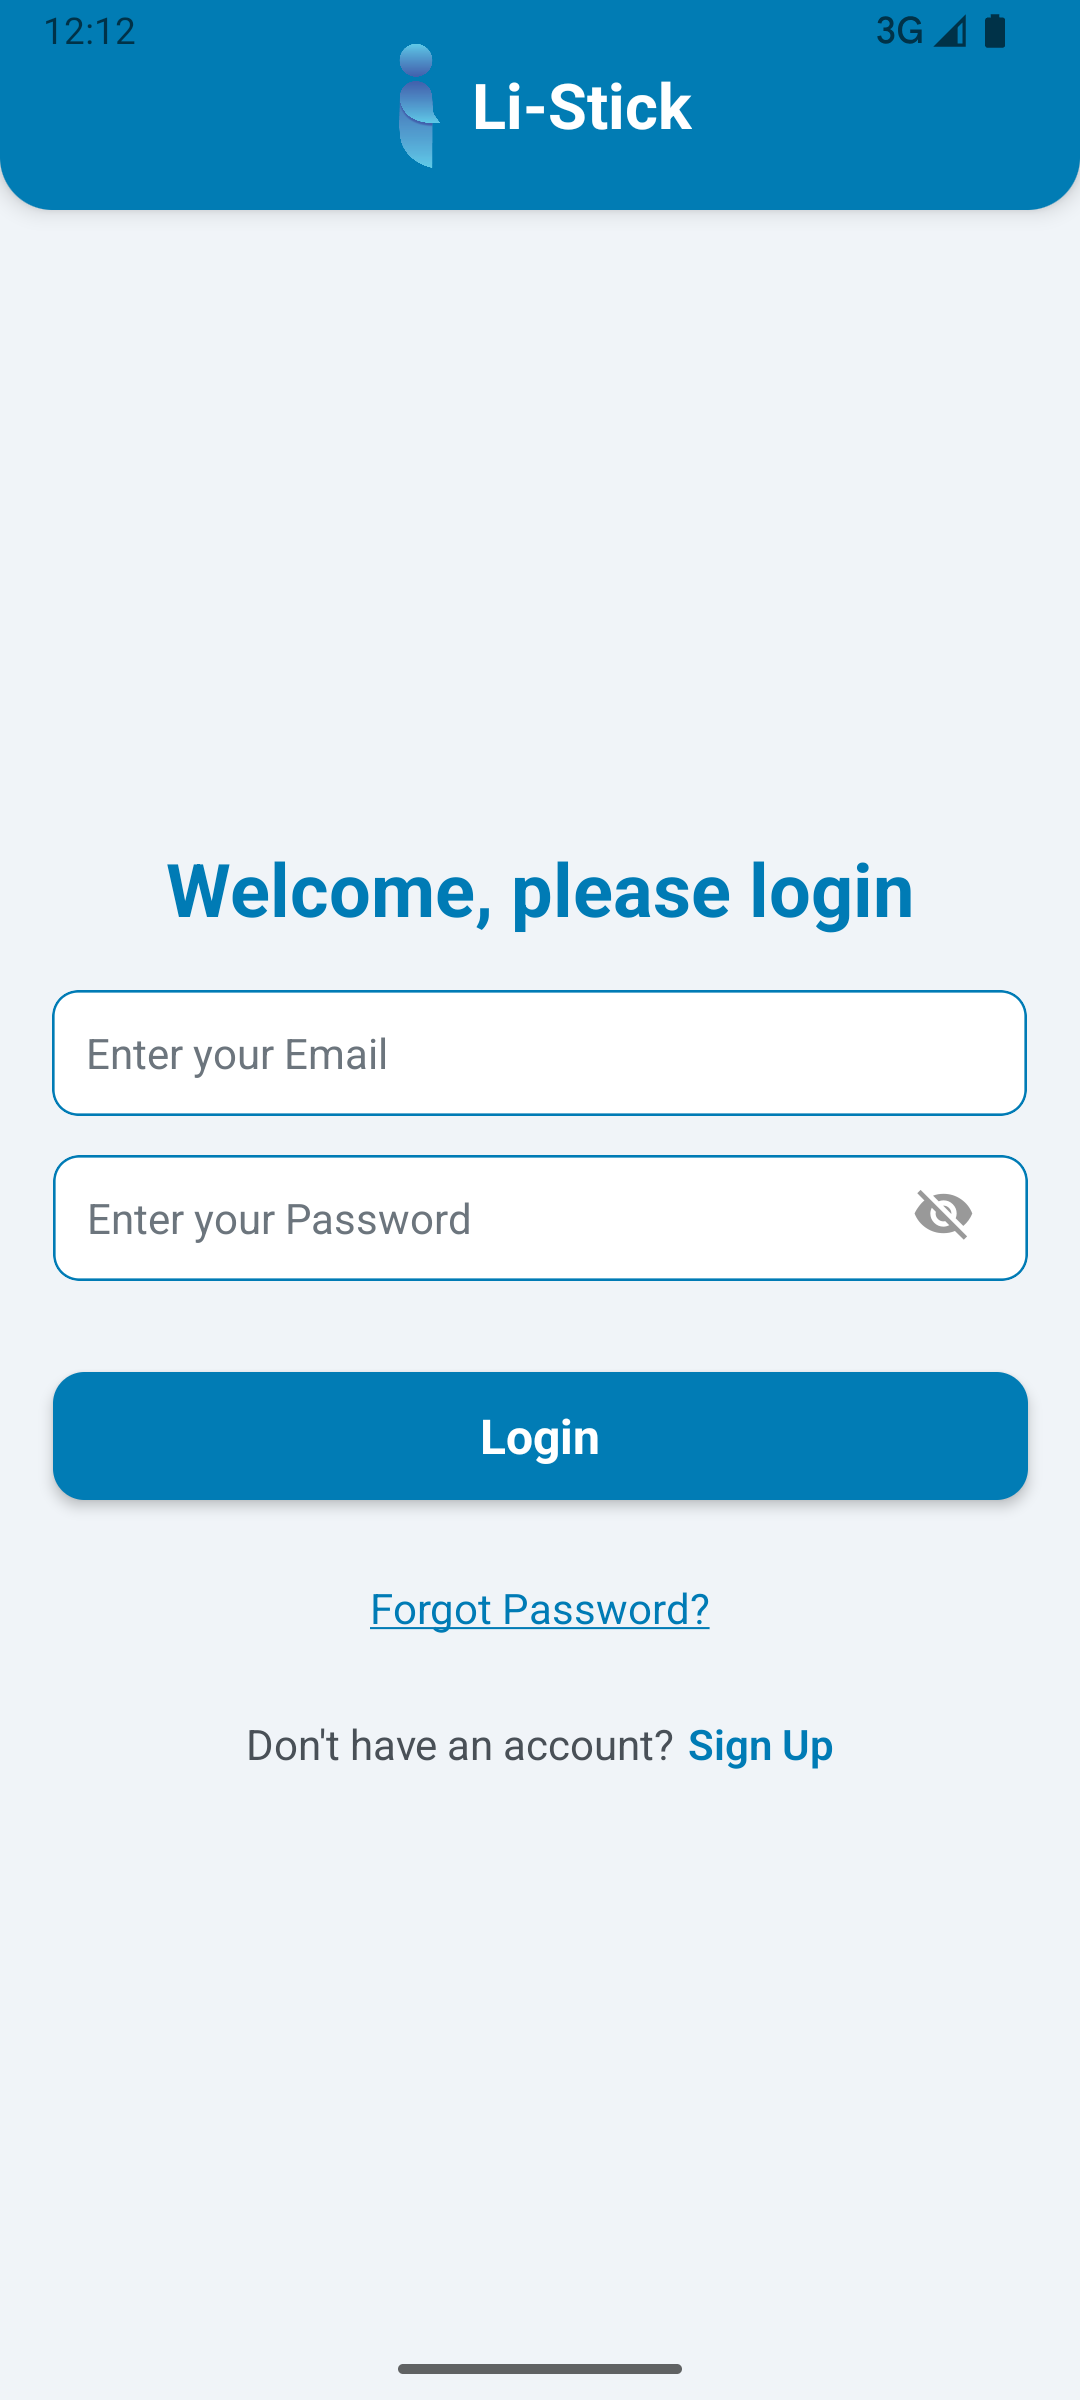 12:12 3G
Li-Stick
Welcome, please login
Enter your Email
Enter your Password
Login
Forgot Password?
Don't have an account? Sign Up